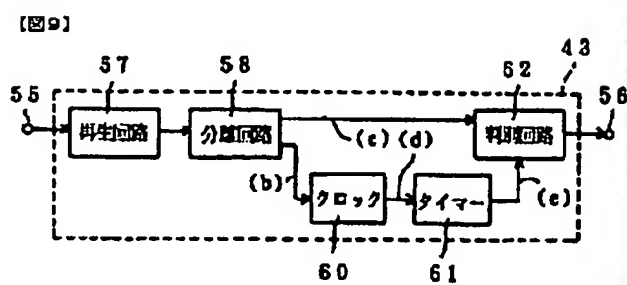 【図9】
57
58
62
43
55
56
再生回路
分離回路
判断回路
(c)
(d)
(b)
(e)
クロック
タイマー
60
61